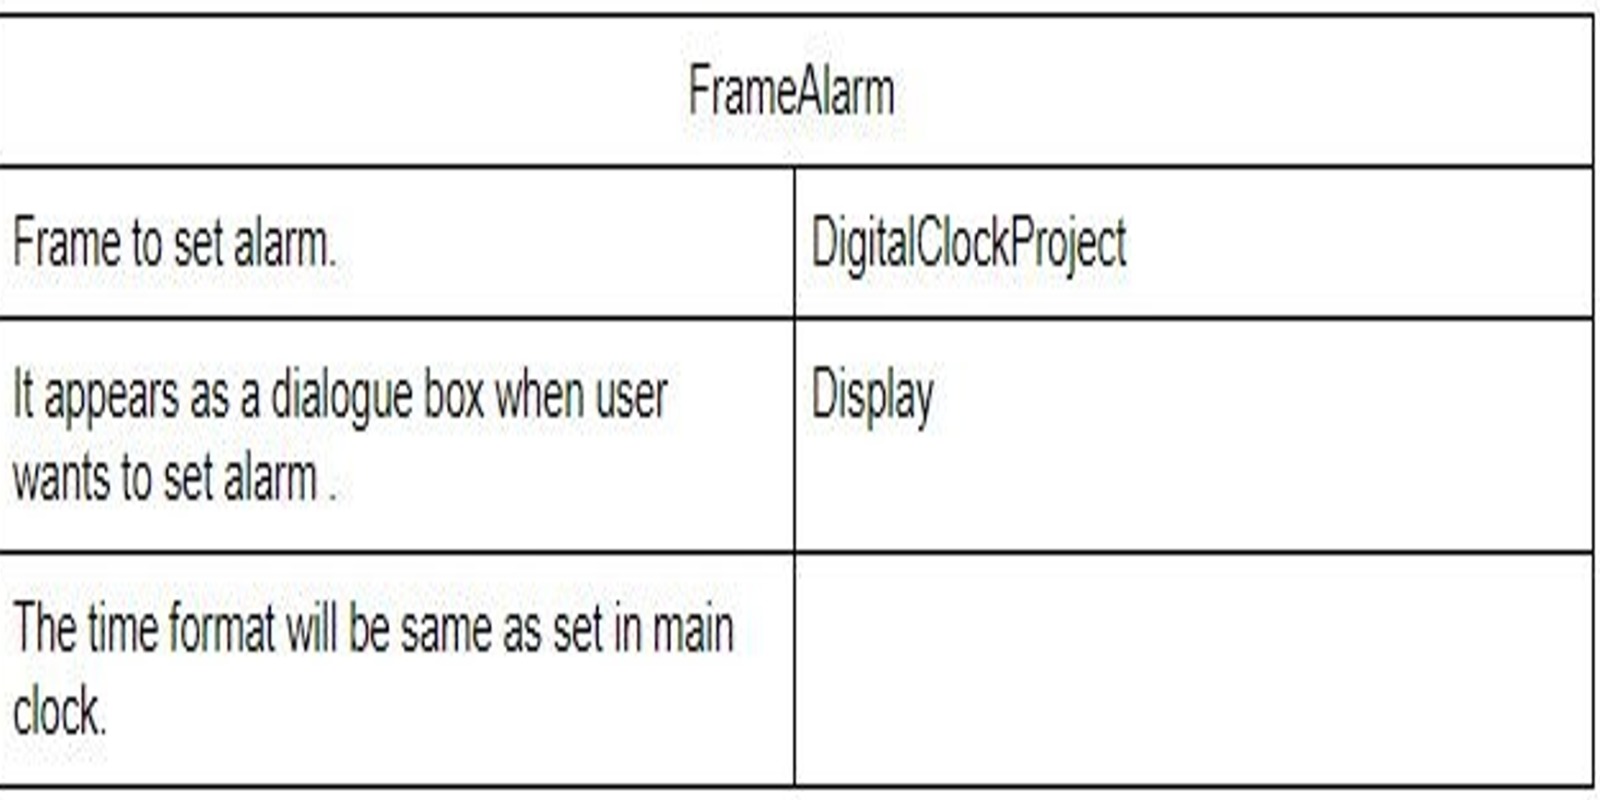 FrameAlarm
Frame to set alarm.
DigitalClockProject
It appears as a dialogue box when user
wants to set alarm .
Display
The time format will be same as set in main
clock.